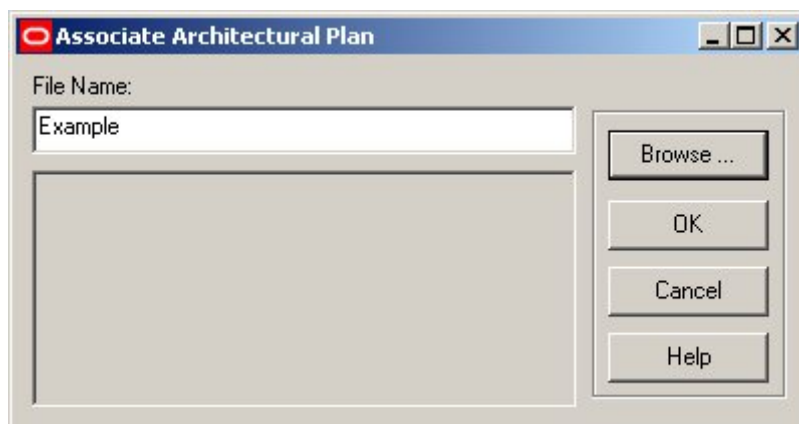 Associate Architectural Plan
File Name:
Example
Browse ...
OK
Cancel
Help